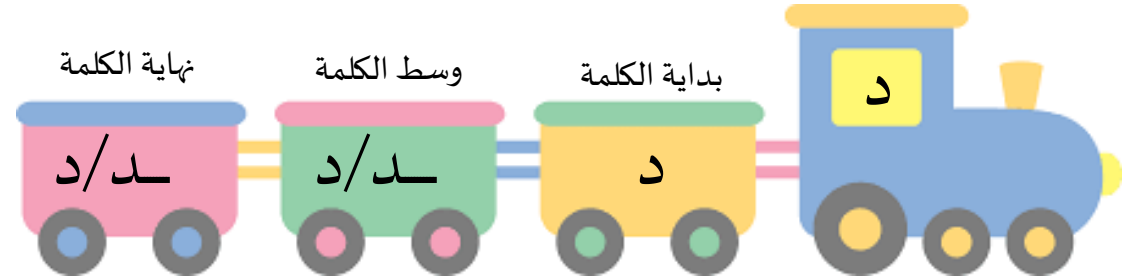 د
بداية الكلمة
وسط الكلمة
نهاية الكلمة
د
ـد/د
ـد/د